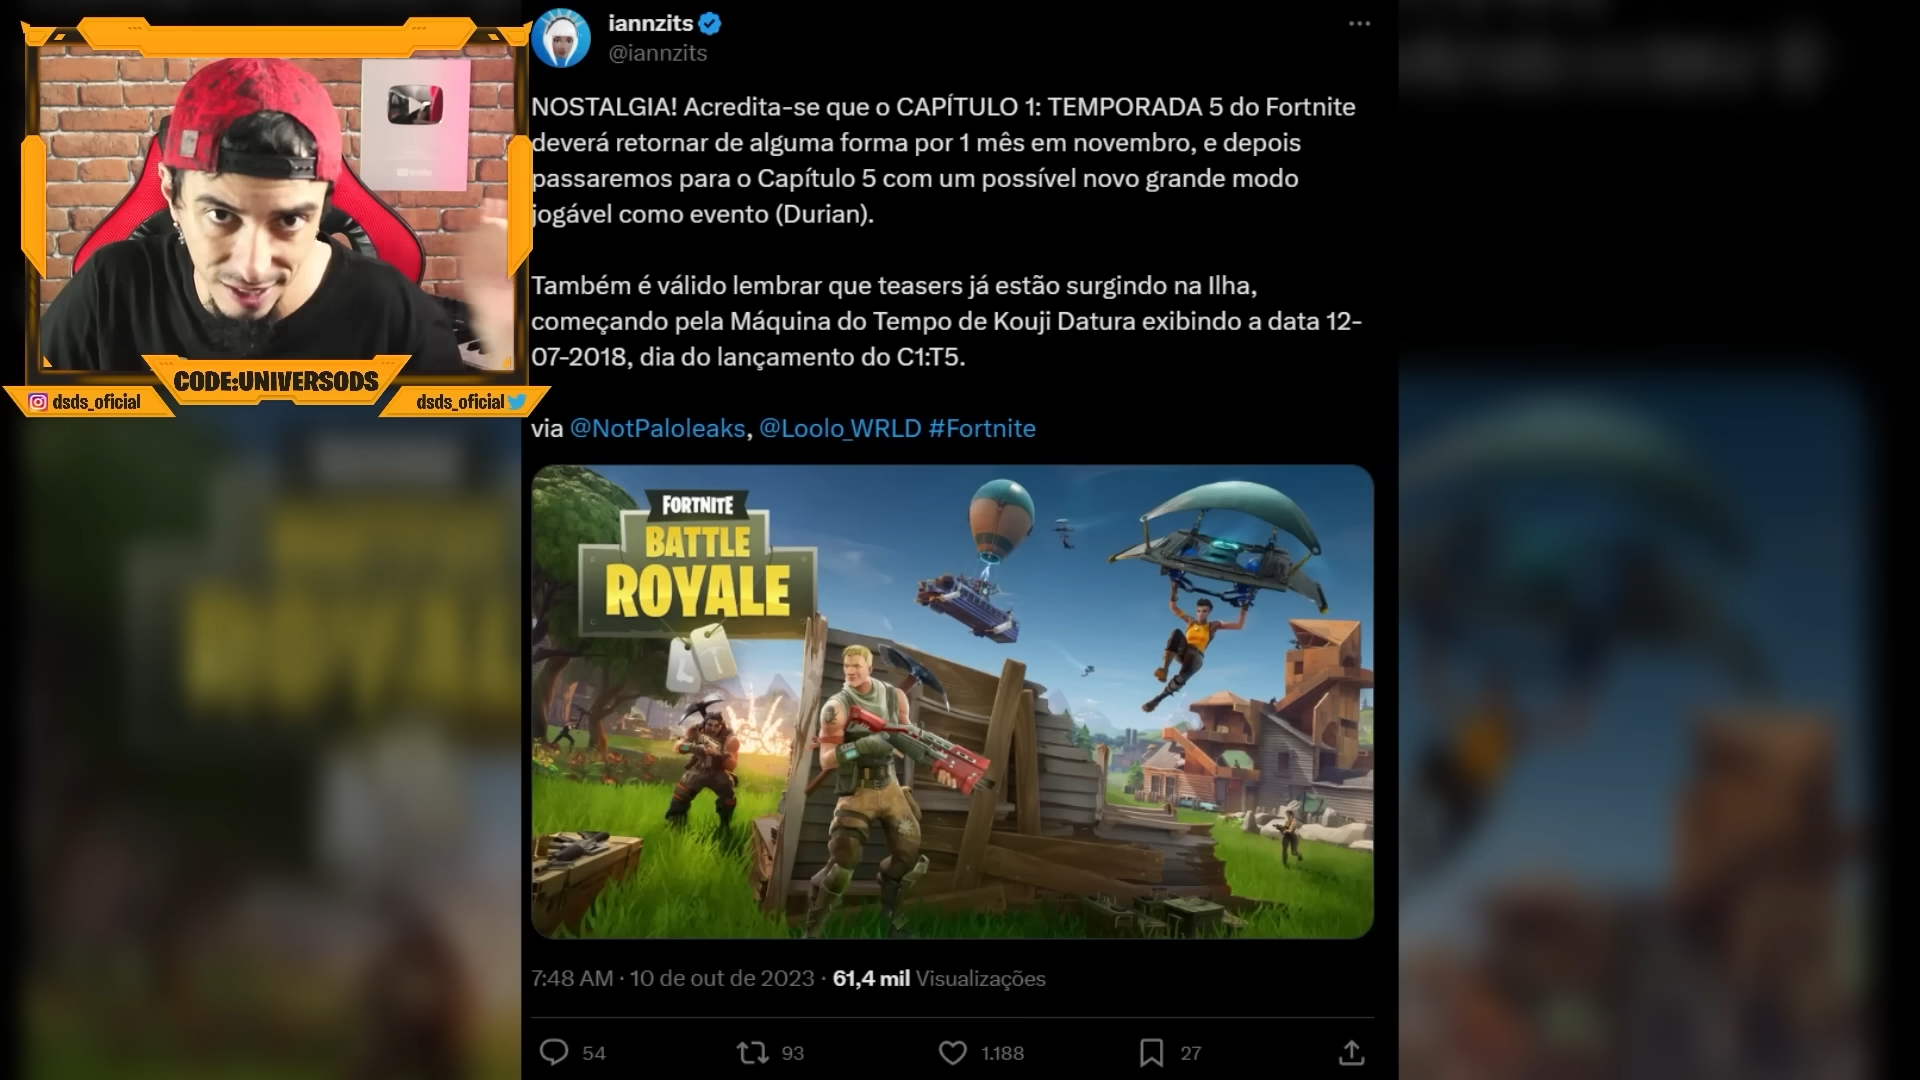 iannzits
@iannzits
NOSTALGIA! Acredita-se que o CAPÍTULO 1: TEMPORADA 5 do Fortnite
deverá retornar de alguma forma por 1 mês em novembro, e depois
passaremos para o Capítulo 5 com um possível novo grande modo
jogável como evento (Durian).
Também é válido lembrar que teasers já estão surgindo na Ilha,
começando pela Máquina do Tempo de Kouji Datura exibindo a data 12-
07-2018, dia do lançamento do C1:T5.
via @NotPaloleaks, @Loolo_WRLD #Fortnite
CODE:UNIVERSODS
dsds_oficial
dsds_oficial
FORTNITE
BATTLE
ROYALE
7:48 AM · 10 de out de 2023 · 61,4 mil Visualizações
54
93
1.188
27